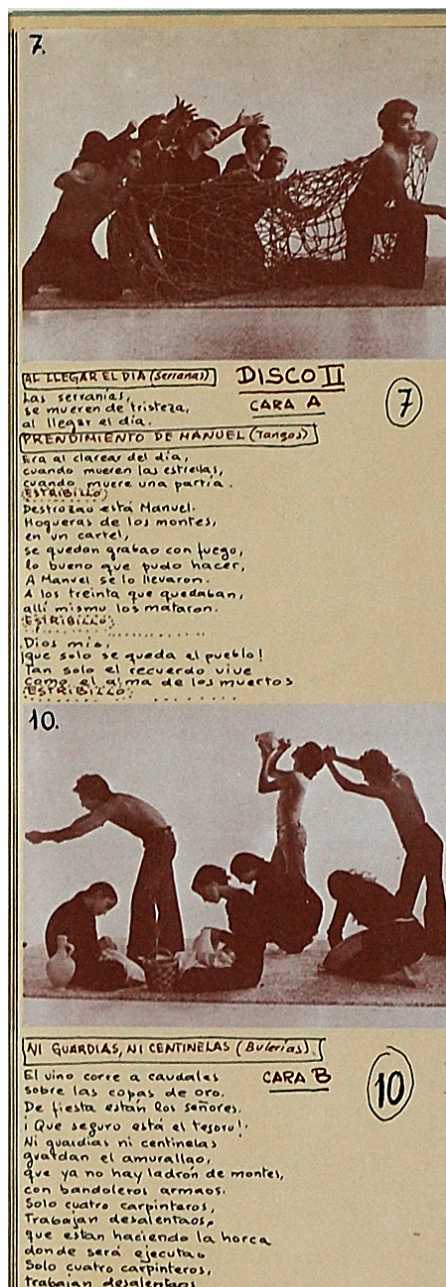 7.
AL LLEGAR EL DIA (serranas)
DISCO II
CARA A
7
Las serranías,
se mueren de tristeza,
al llegar el día.
PRENDIMIENTO DE MANUEL (Tangos)
Era al clarear del día,
cuando mueren las estrellas,
cuando muere una partía.
(ESTRIBILLO)
Destrozao está Manuel.
Hogueras de los montes,
en un cartel,
se quedan grabao con fuego,
lo bueno que pudo hacer,
A Manuel se lo llevaron.
A los treinta que quedaban,
allí mismo los mataron.
(ESTRIBILLO)
Dios mío,
¡que solo se queda el pueblo!
Tan solo el recuerdo vive
como el alma de los muertos
(ESTRIBILLO)
10.
NI GUARDIAS, NI CENTINELAS (Bulerías)
CARA B
10
El vino corre a caudales
sobre las copas de oro.
De fiesta están los señores.
¡Que seguro está el tesoro!
Ni guardias ni centinelas
guardan el amurallao,
que ya no hay ladrón de montes,
con bandoleros armaos.
Solo cuatro carpinteros,
Trabajan desalentaos,
que estan haciendo la horca
donde será ejecutao
Solo cuatro carpinteros,
trabajan desalentaos